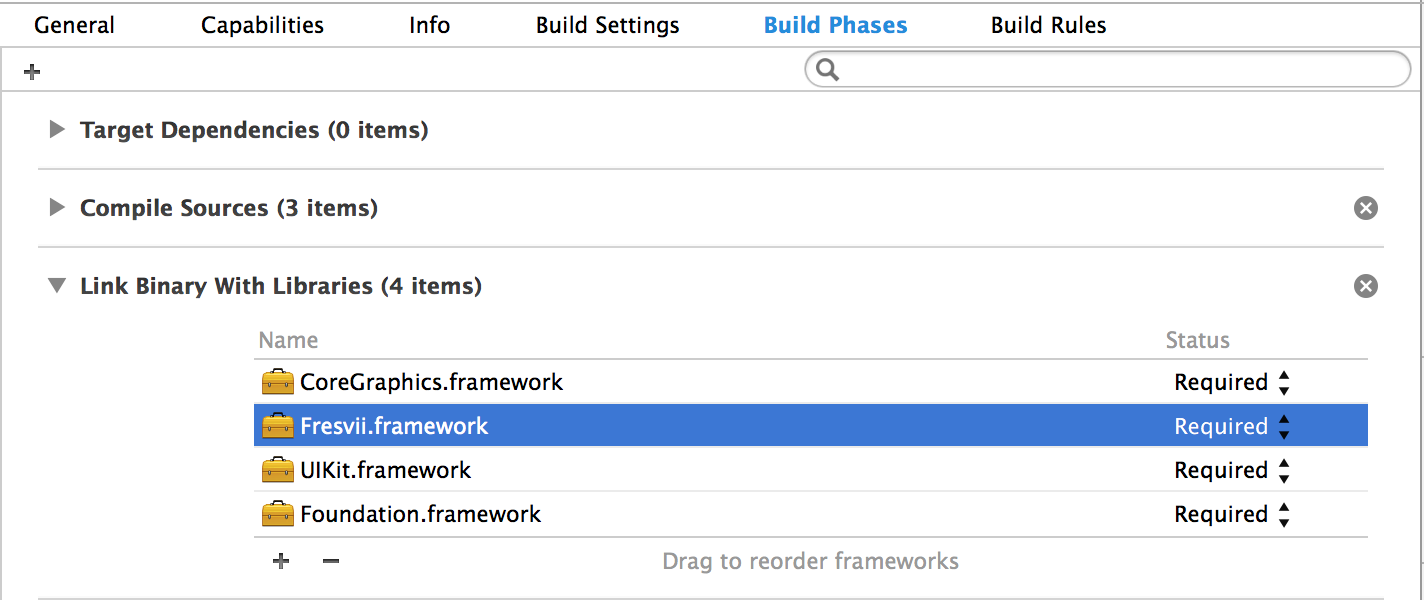 General Capabilities Info Build Settings Build Phases Build Rules
Target Dependencies (0 items)
Compile Sources (3 items)
Link Binary With Libraries (4 items)
Name Status
CoreGraphics.framework Required
Fresvii.framework Required
UIKit.framework Required
Foundation.framework Required
Drag to reorder frameworks